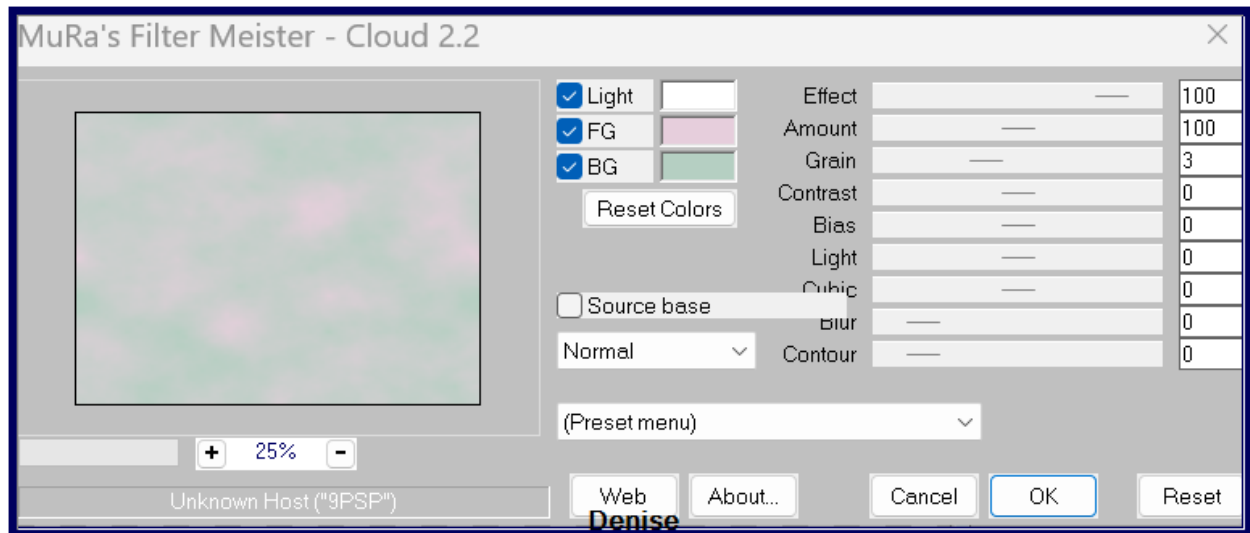 MuRa's Filter Meister - Cloud 2.2
Light
FG
BG
Reset Colors
Source base
Normal
(Preset menu)
Effect 100
Amount 100
Grain 3
Contrast 0
Bias 0
Light 0
Cubic 0
Blur 0
Contour 0
+ 25% -
Unknown Host ("9PSP")
Web About... Cancel OK Reset
Denise